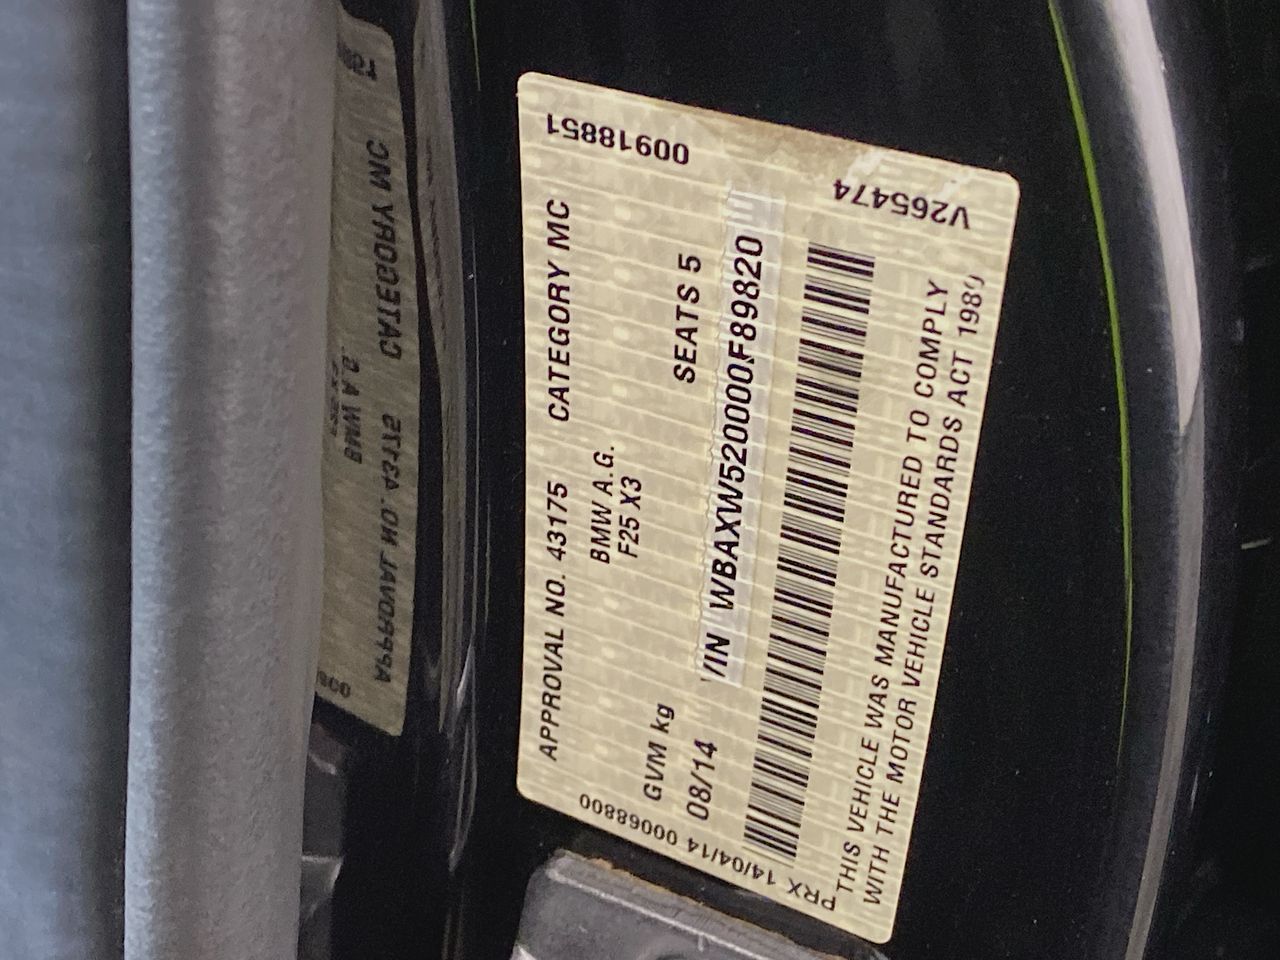 00918851
V265474
APPROVAL NO. 43175 CATEGORY MC
BMW A.G.
F25 X3
GVM kg SEATS 5
08/14 VIN WBAXW520000F89820
THIS VEHICLE WAS MANUFACTURED TO COMPLY
WITH THE MOTOR VEHICLE STANDARDS ACT 1989
PRX 14/04/14 00068800
APPROVAL NO. 43175 CATEGORY MC
BMW A.G.